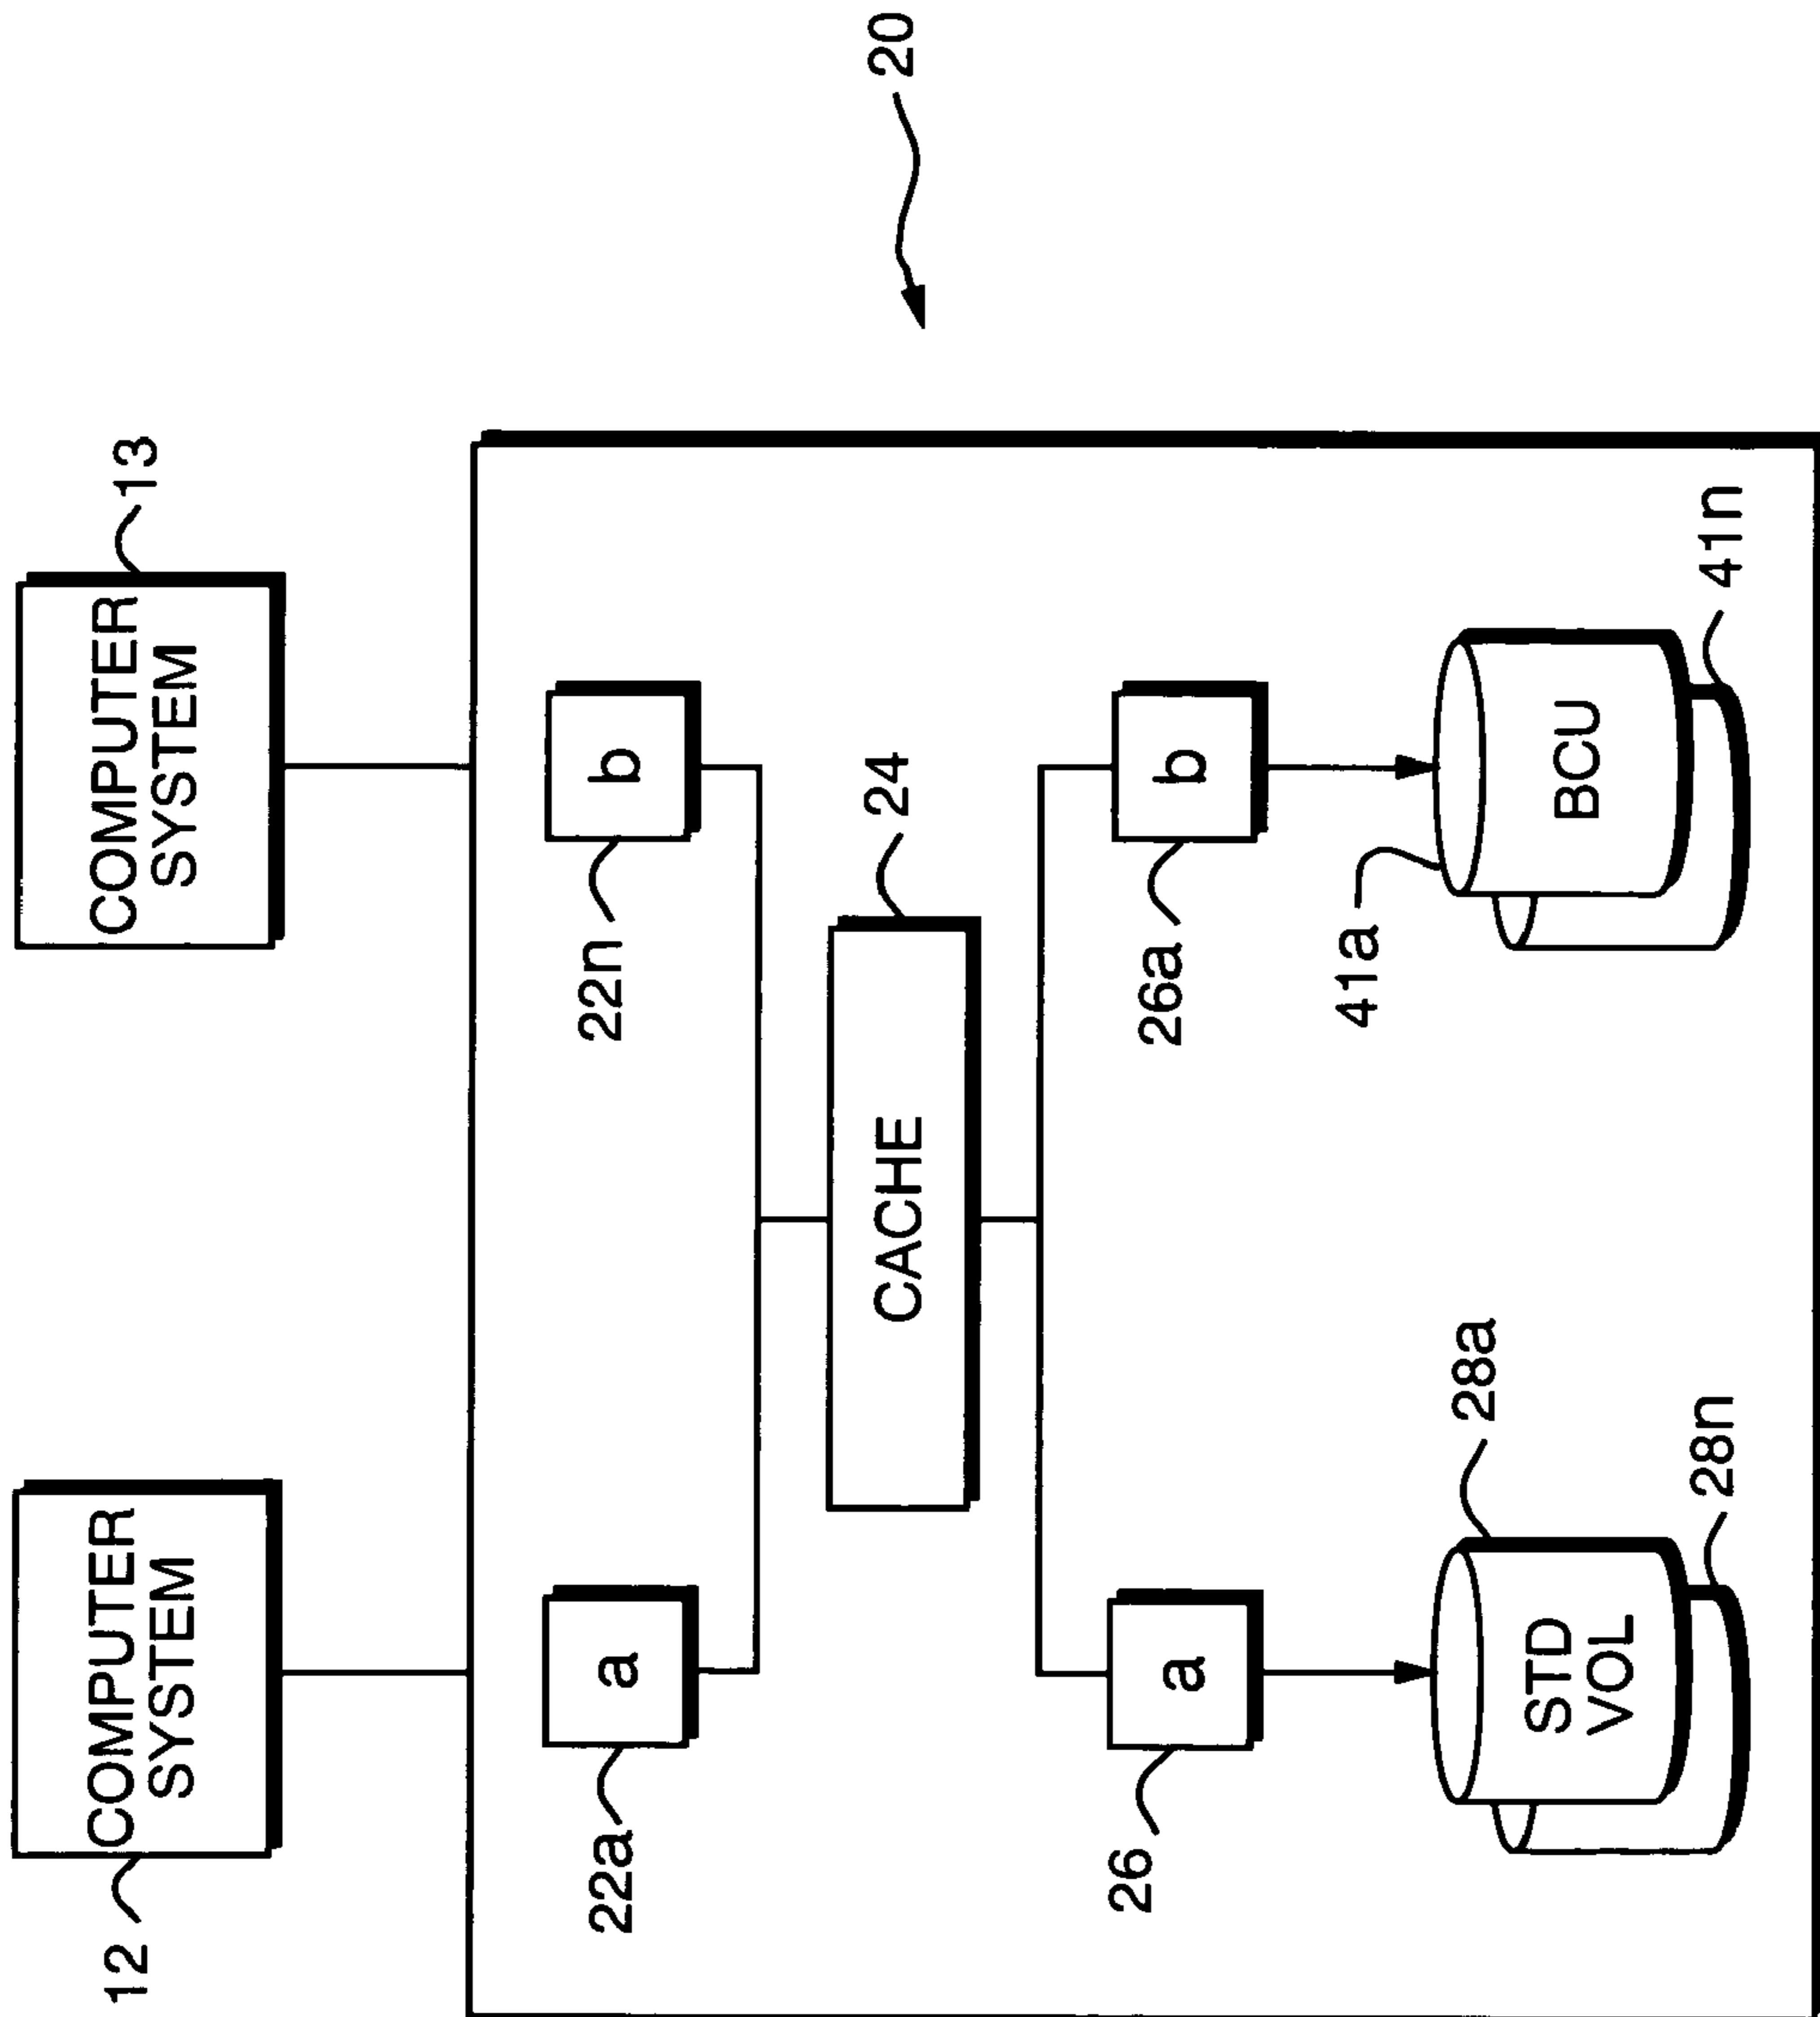 12
COMPUTER
SYSTEM
COMPUTER
SYSTEM
13
22a
a
22n
b
CACHE
24
20
26
a
26a
b
STD
VOL
28a
28n
41a
BCU
41n